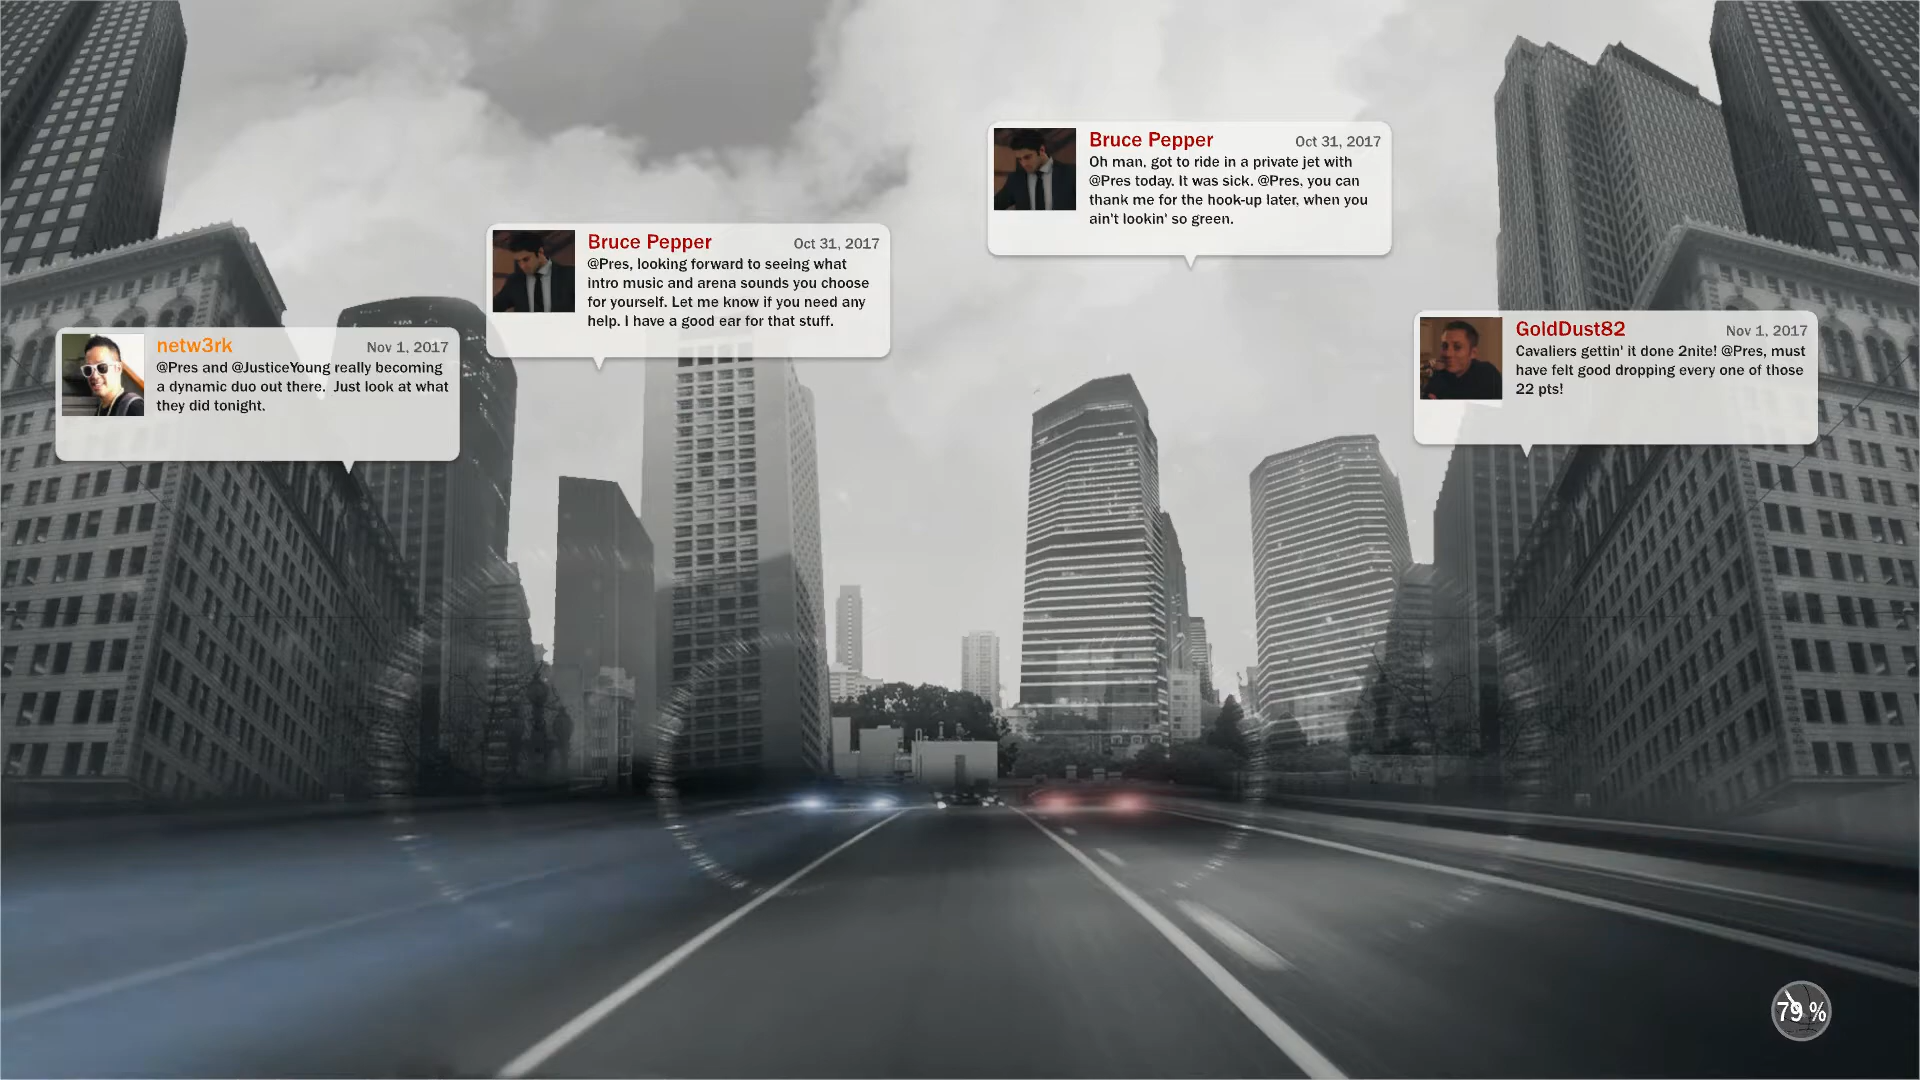 netw3rk Nov 1, 2017
@Pres and @JusticeYoung really becoming
a dynamic duo out there.  Just look at what
they did tonight.
Bruce Pepper Oct 31, 2017
@Pres, looking forward to seeing what
intro music and arena sounds you choose
for yourself. Let me know if you need any
help. I have a good ear for that stuff.
Bruce Pepper Oct 31, 2017
Oh man, got to ride in a private jet with
@Pres today. It was sick. @Pres, you can
thank me for the hook-up later, when you
ain't lookin' so green.
GoldDust82 Nov 1, 2017
Cavaliers gettin' it done 2nite! @Pres, must
have felt good dropping every one of those
22 pts!
79 %